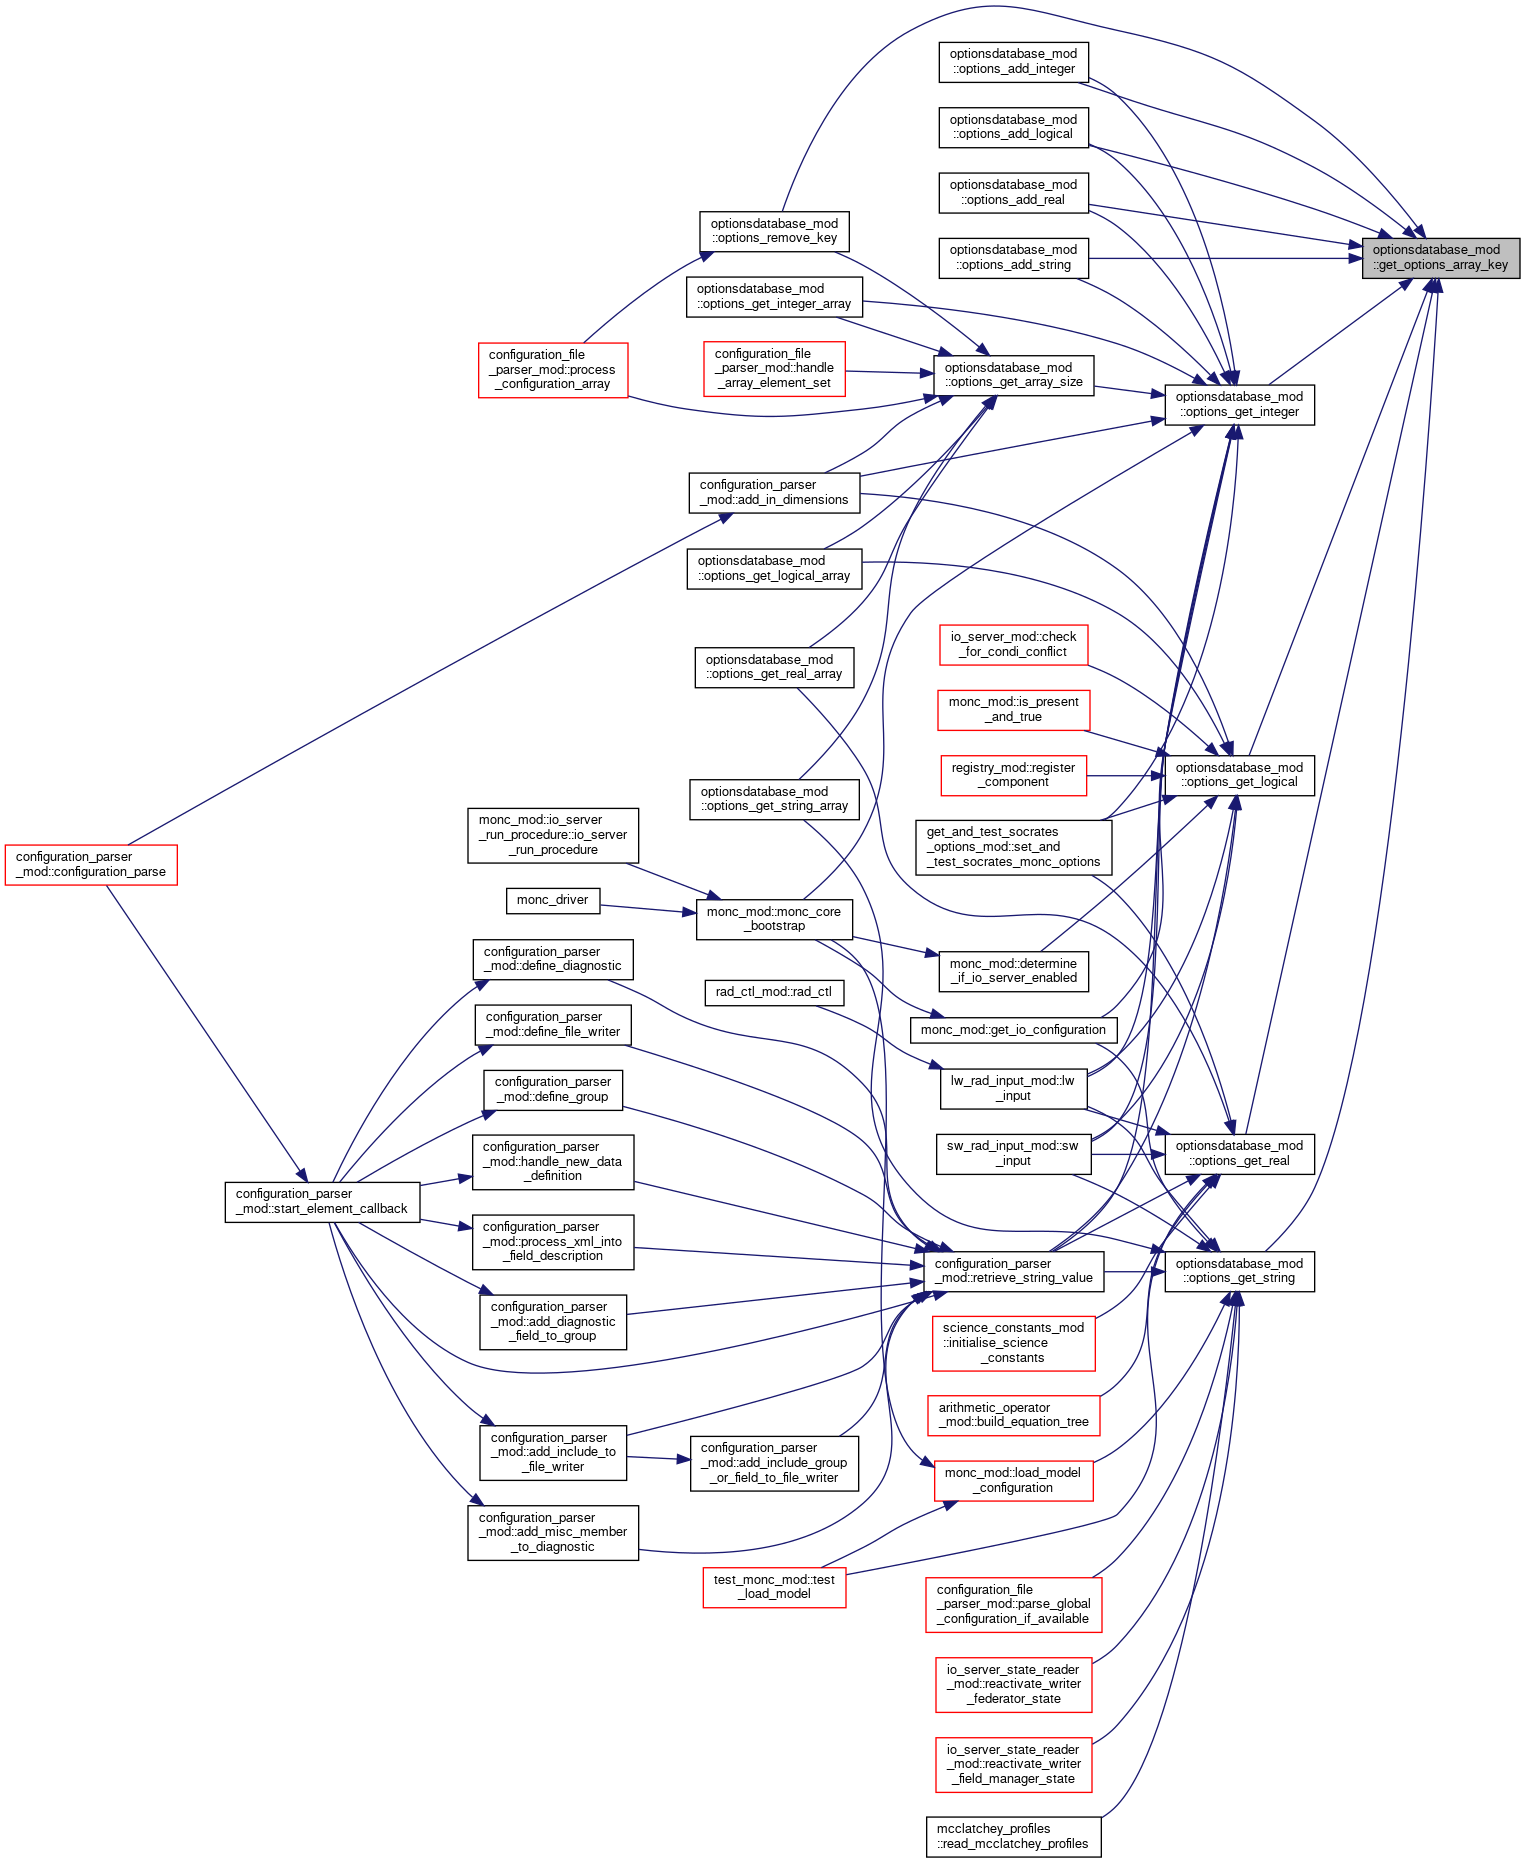 optionsdatabase_mod
::options_add_integer
optionsdatabase_mod
::options_add_logical
optionsdatabase_mod
::options_add_real
optionsdatabase_mod
::options_add_string
optionsdatabase_mod
::get_options_array_key
optionsdatabase_mod
::options_remove_key
optionsdatabase_mod
::options_get_integer_array
configuration_file
_parser_mod::process
_configuration_array
configuration_file
_parser_mod::handle
_array_element_set
optionsdatabase_mod
::options_get_array_size
optionsdatabase_mod
::options_get_integer
configuration_parser
_mod::add_in_dimensions
optionsdatabase_mod
::options_get_logical_array
io_server_mod::check
_for_condi_conflict
optionsdatabase_mod
::options_get_real_array
monc_mod::is_present
_and_true
registry_mod::register
_component
optionsdatabase_mod
::options_get_logical
optionsdatabase_mod
::options_get_string_array
monc_mod::io_server
_run_procedure::io_server
_run_procedure
get_and_test_socrates
_options_mod::set_and
_test_socrates_monc_options
configuration_parser
_mod::configuration_parse
monc_driver
monc_mod::monc_core
_bootstrap
configuration_parser
_mod::define_diagnostic
monc_mod::determine
_if_io_server_enabled
rad_ctl_mod::rad_ctl
configuration_parser
_mod::define_file_writer
monc_mod::get_io_configuration
configuration_parser
_mod::define_group
lw_rad_input_mod::lw
_input
configuration_parser
_mod::handle_new_data
_definition
sw_rad_input_mod::sw
_input
optionsdatabase_mod
::options_get_real
configuration_parser
_mod::start_element_callback
configuration_parser
_mod::process_xml_into
_field_description
configuration_parser
_mod::retrieve_string_value
optionsdatabase_mod
::options_get_string
configuration_parser
_mod::add_diagnostic
_field_to_group
science_constants_mod
::initialise_science
_constants
arithmetic_operator
_mod::build_equation_tree
configuration_parser
_mod::add_include_to
_file_writer
configuration_parser
_mod::add_include_group
_or_field_to_file_writer
monc_mod::load_model
_configuration
configuration_parser
_mod::add_misc_member
_to_diagnostic
test_monc_mod::test
_load_model
configuration_file
_parser_mod::parse_global
_configuration_if_available
io_server_state_reader
_mod::reactivate_writer
_federator_state
io_server_state_reader
_mod::reactivate_writer
_field_manager_state
mcclatchey_profiles
::read_mcclatchey_profiles